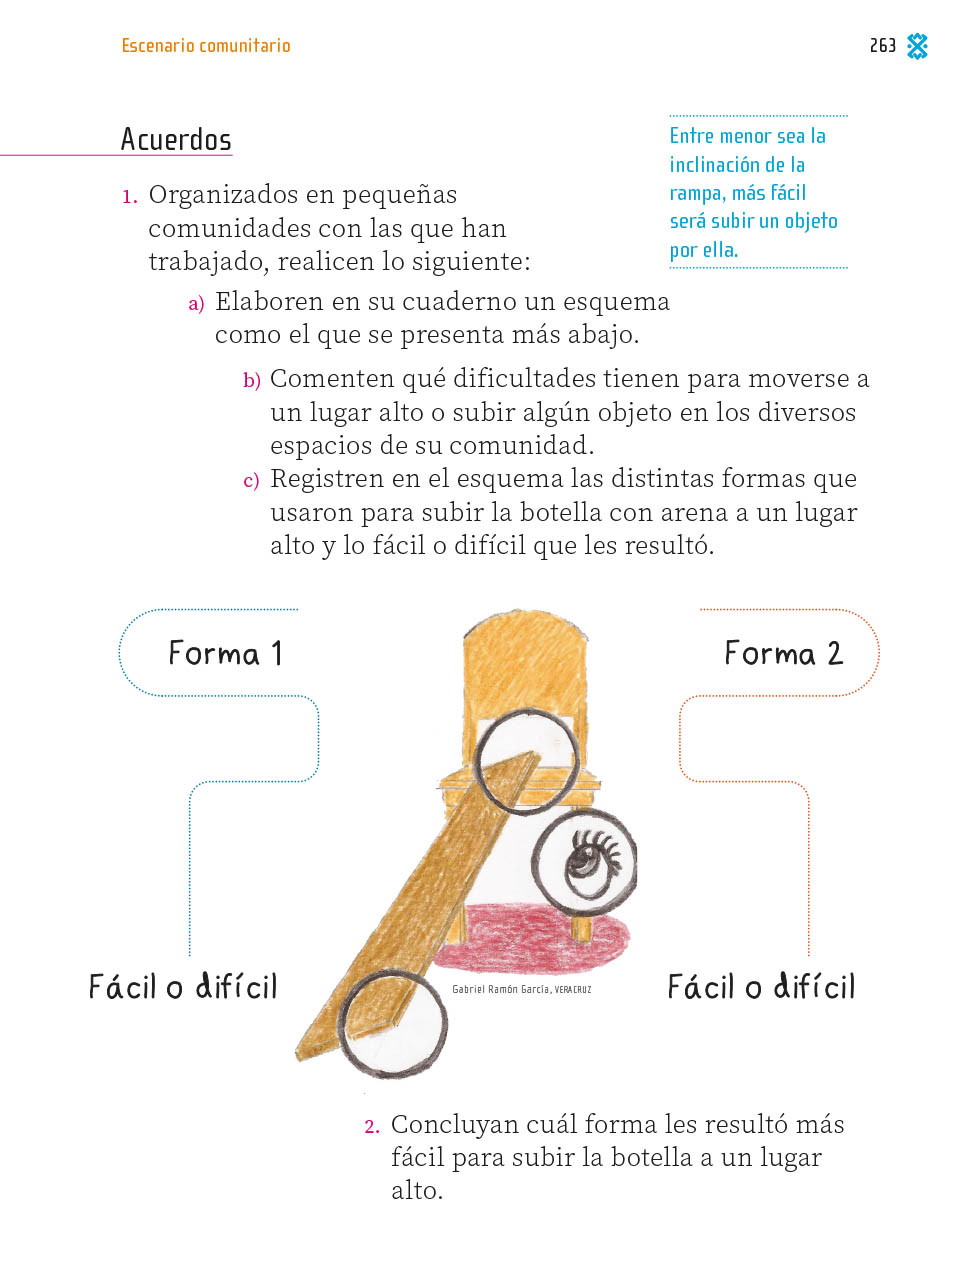 Escenario comunitario
263
Acuerdos
Entre menor sea la
inclinación de la
rampa, más fácil
será subir un objeto
por ella.
1. Organizados en pequeñas
comunidades con las que han
trabajado, realicen lo siguiente:
a) Elaboren en su cuaderno un esquema
como el que se presenta más abajo.
b) Comenten qué dificultades tienen para moverse a
un lugar alto o subir algún objeto en los diversos
espacios de su comunidad.
c) Registren en el esquema las distintas formas que
usaron para subir la botella con arena a un lugar
alto y lo fácil o difícil que les resultó.
Forma 1
Forma 2
Fácil o difícil
Fácil o difícil
Gabriel Ramón García, VERACRUZ
2. Concluyan cuál forma les resultó más
fácil para subir la botella a un lugar
alto.